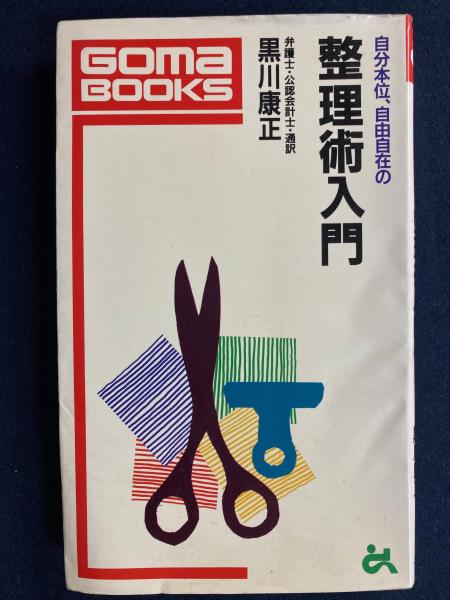 GOMA
BOOKS
自分本位、自由自在の
整理術入門
弁護士・公認会計士・通訳
黒川康正